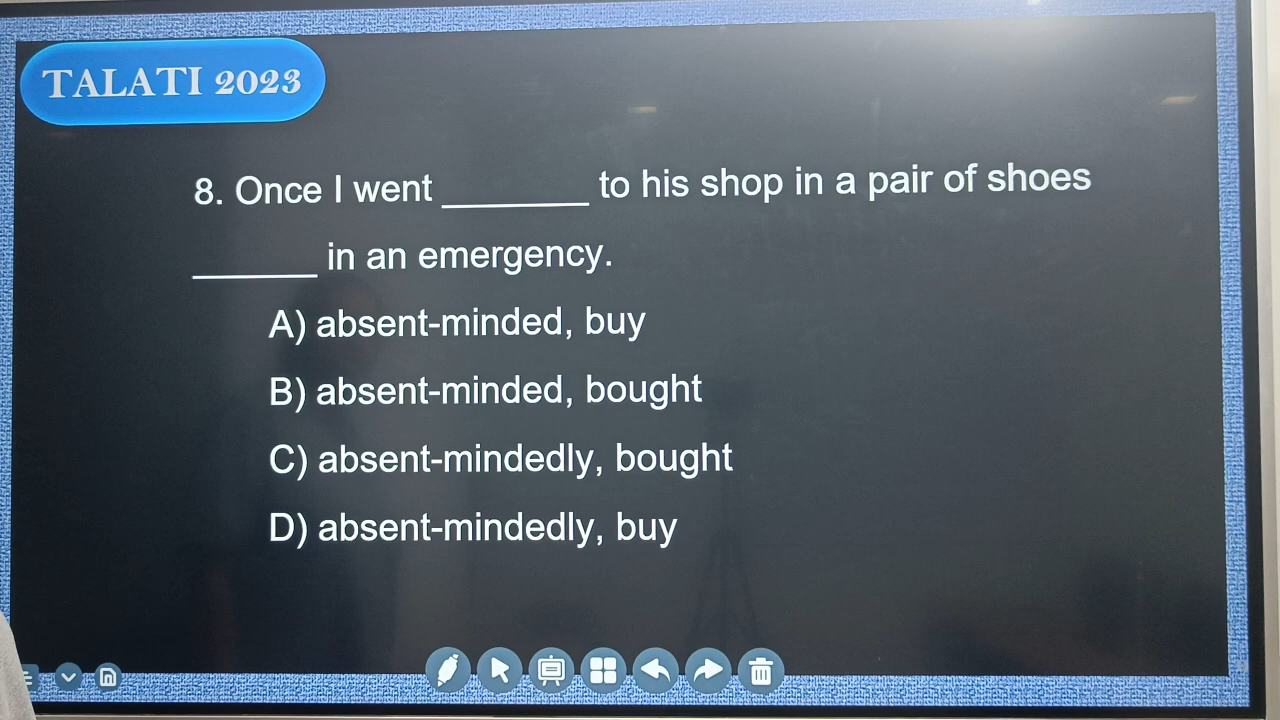 TALATI 2023
8. Once I went ________ to his shop in a pair of shoes
_______ in an emergency.
A) absent-minded, buy
B) absent-minded, bought
C) absent-mindedly, bought
D) absent-mindedly, buy